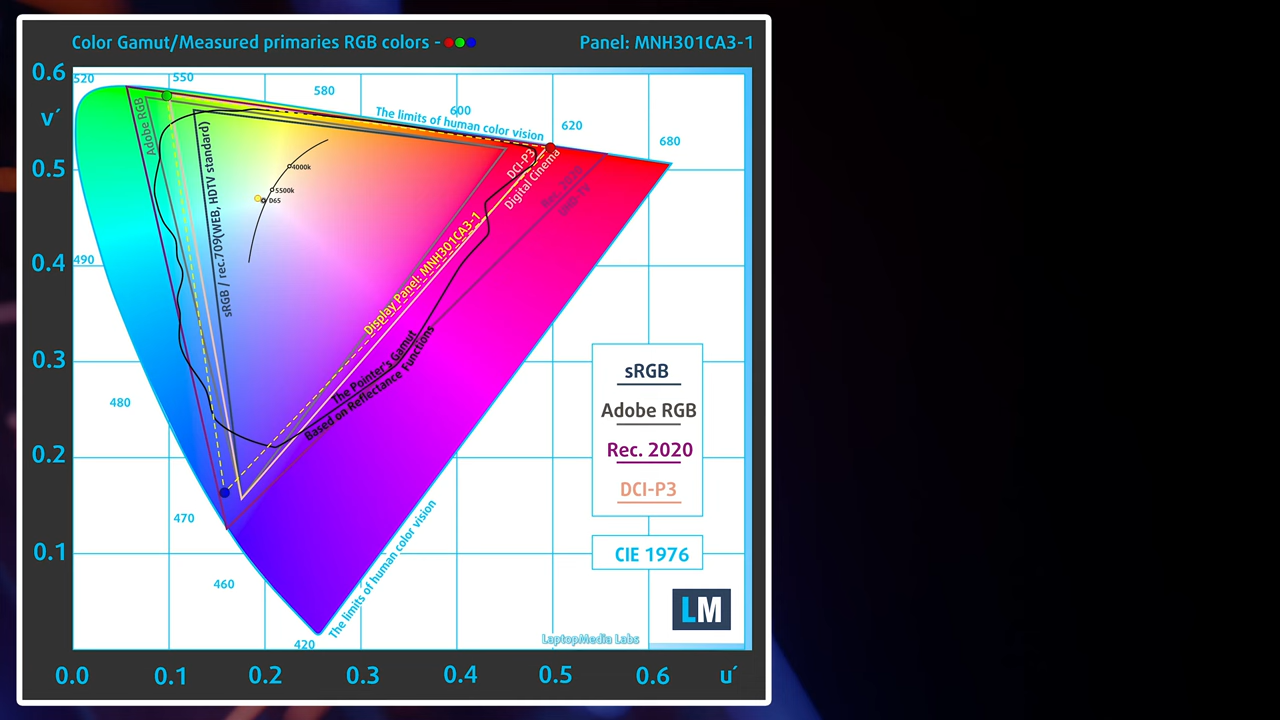 Color Gamut/Measured primaries RGB colors -
Panel: MNH301CA3-1
0.6
v´
0.5
0.4
0.3
0.2
0.1
0.0
0.1
0.2
0.3
0.4
0.5
0.6
u´
520
550
580
600
620
680
490
480
470
460
420
The limits of human color vision
Adobe RGB
sRGB / rec.709(WEB, HDTV standard)
4000k
5500k
D65
DCI-P3
Digital Cinema
Rec. 2020
UHD-TV
Display Panel: MNH301CA3-1
The Pointer's Gamut
Based on Reflectance Functions
The limits of human color vision
sRGB
Adobe RGB
Rec. 2020
DCI-P3
CIE 1976
LM
LaptopMedia Labs